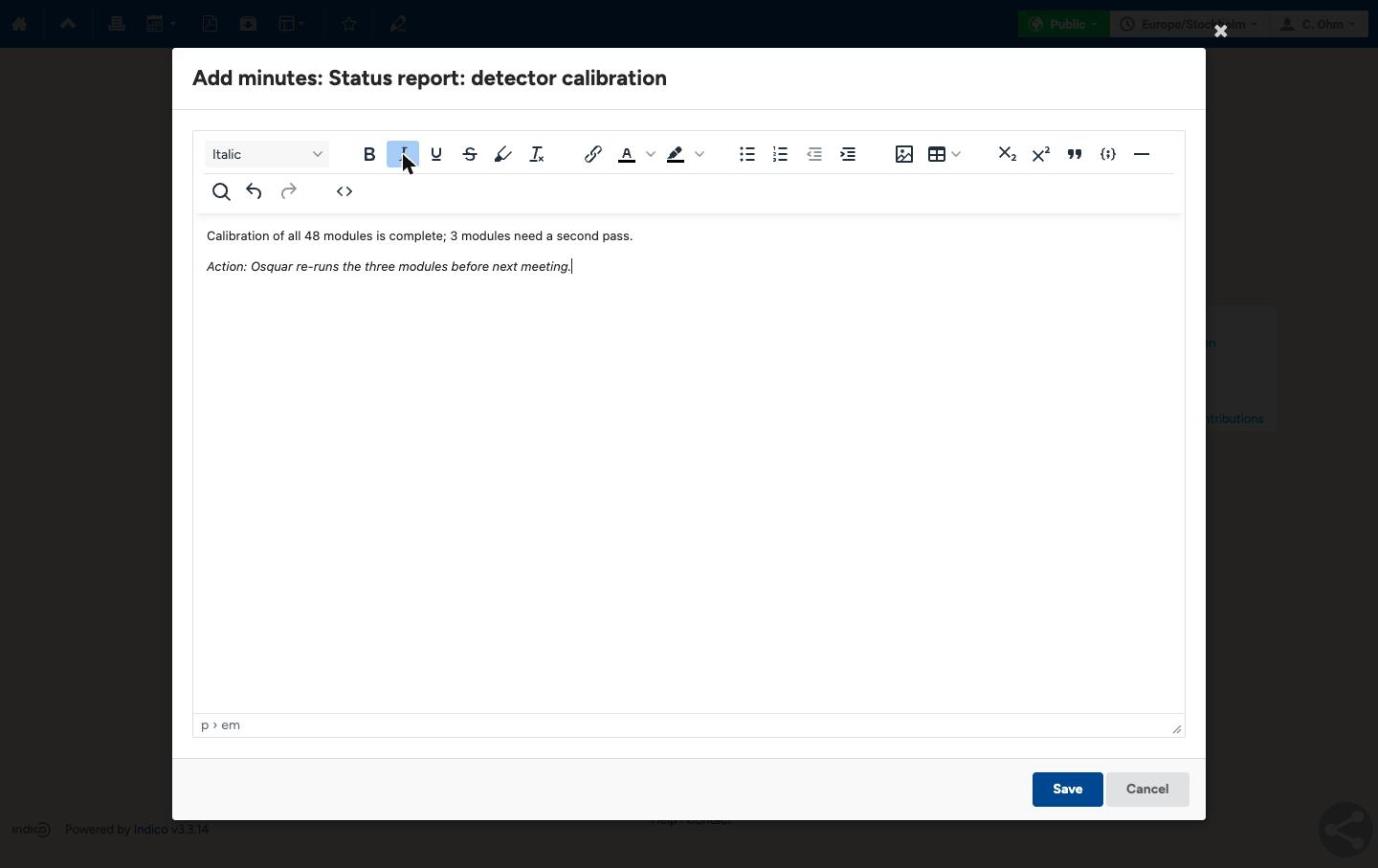 Public
Europe/Stockholm
C. Ohm
Add minutes: Status report: detector calibration
Italic
Calibration of all 48 modules is complete; 3 modules need a second pass.
Action: Osquar re-runs the three modules before next meeting.
p › em
Save
Cancel
indico
Powered by Indico v3.3.14